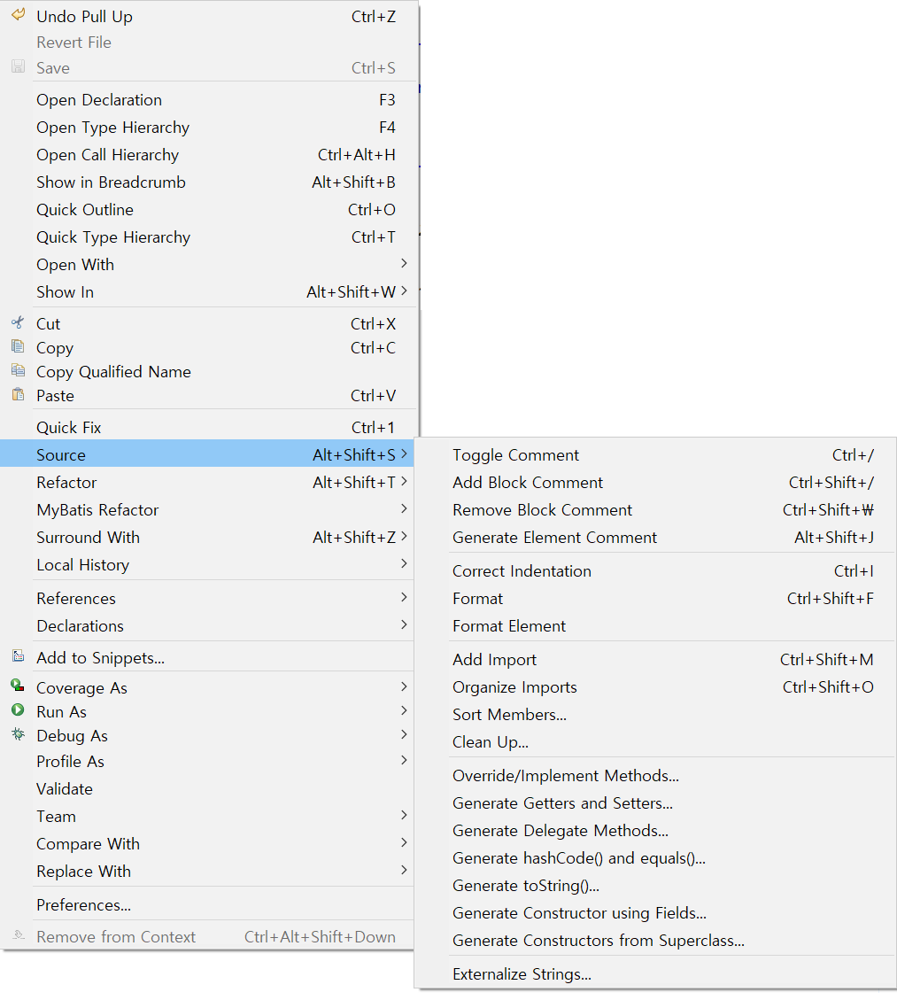 Undo Pull Up Ctrl+Z
Revert File
Save Ctrl+S
Open Declaration F3
Open Type Hierarchy F4
Open Call Hierarchy Ctrl+Alt+H
Show in Breadcrumb Alt+Shift+B
Quick Outline Ctrl+O
Quick Type Hierarchy Ctrl+T
Open With
Show In Alt+Shift+W
Cut Ctrl+X
Copy Ctrl+C
Copy Qualified Name
Paste Ctrl+V
Quick Fix Ctrl+1
Source Alt+Shift+S
Refactor Alt+Shift+T
MyBatis Refactor
Surround With Alt+Shift+Z
Local History
References
Declarations
Add to Snippets...
Coverage As
Run As
Debug As
Profile As
Validate
Team
Compare With
Replace With
Preferences...
Remove from Context Ctrl+Alt+Shift+Down
Toggle Comment Ctrl+/
Add Block Comment Ctrl+Shift+/
Remove Block Comment Ctrl+Shift+₩
Generate Element Comment Alt+Shift+J
Correct Indentation Ctrl+I
Format Ctrl+Shift+F
Format Element
Add Import Ctrl+Shift+M
Organize Imports Ctrl+Shift+O
Sort Members...
Clean Up...
Override/Implement Methods...
Generate Getters and Setters...
Generate Delegate Methods...
Generate hashCode() and equals()...
Generate toString()...
Generate Constructor using Fields...
Generate Constructors from Superclass...
Externalize Strings...